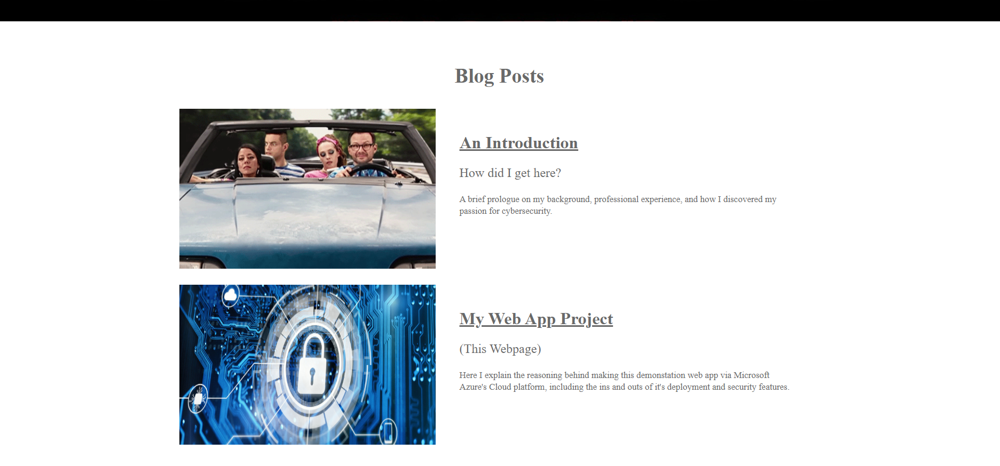 Blog Posts
An Introduction
How did I get here?
A brief prologue on my background, professional experience, and how I discovered my
passion for cybersecurity.
My Web App Project
(This Webpage)
Here I explain the reasoning behind making this demonstation web app via Microsoft
Azure's Cloud platform, including the ins and outs of it's deployment and security features.